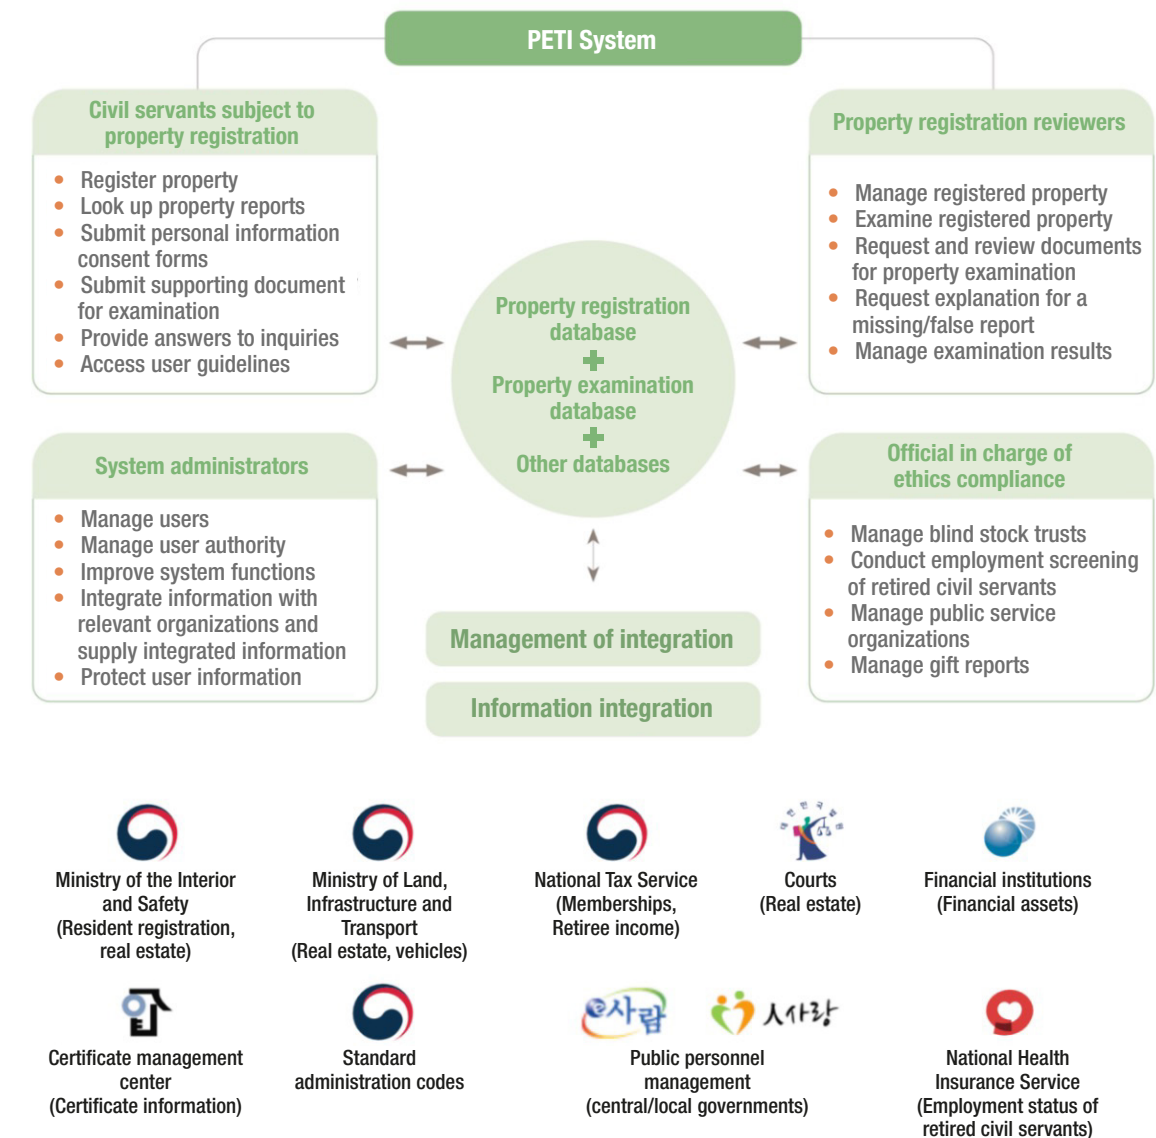 PETI System
Civil servants subject to
property registration
• Register property
• Look up property reports
• Submit personal information
consent forms
• Submit supporting document
for examination
• Provide answers to inquiries
• Access user guidelines
Property registration reviewers
• Manage registered property
• Examine registered property
• Request and review documents
for property examination
• Request explanation for a
missing/false report
• Manage examination results
Property registration
database
+
Property examination
database
+
Other databases
System administrators
• Manage users
• Manage user authority
• Improve system functions
• Integrate information with
relevant organizations and
supply integrated information
• Protect user information
Official in charge of
ethics compliance
• Manage blind stock trusts
• Conduct employment screening
of retired civil servants
• Manage public service
organizations
• Manage gift reports
Management of integration
Information integration
Ministry of the Interior
and Safety
(Resident registration,
real estate)
Ministry of Land,
Infrastructure and
Transport
(Real estate, vehicles)
National Tax Service
(Memberships,
Retiree income)
대한민국법원
Courts
(Real estate)
Financial institutions
(Financial assets)
Certificate management
center
(Certificate information)
Standard
administration codes
e사람
人사랑
Public personnel
management
(central/local governments)
National Health
Insurance Service
(Employment status of
retired civil servants)